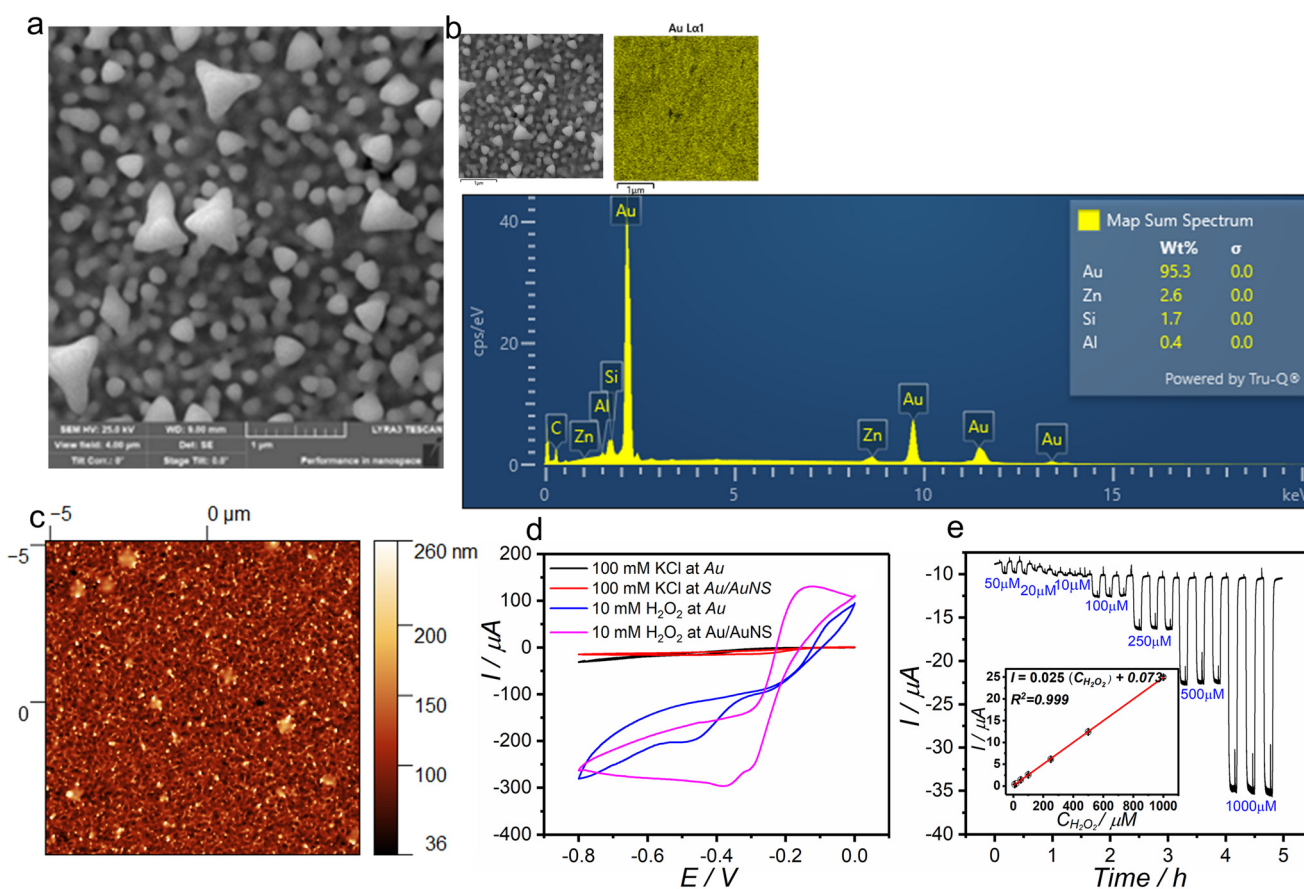 a
SEM HV: 25.0 kV
WD: 9.00 mm
LYRA3 TESCAN
View field: 4.00 µm
Det: SE
1 µm
Tilt Corr.: 0°
Stage Tilt: 0.0°
Performance in nanospace
b
Au Lα1
1µm
1µm
cps/eV
40
20
0
Au
Si
Al
C
Zn
Zn
Au
Au
Au
0
5
10
15
keV
Map Sum Spectrum
Wt% σ
Au 95.3 0.0
Zn 2.6 0.0
Si 1.7 0.0
Al 0.4 0.0
Powered by Tru-Q®
c
-5 0 µm
-5
0
260 nm
200
150
100
36
d
200
100
0
-100
-200
-300
-400
I / µA
100 mM KCl at Au
100 mM KCl at Au/AuNS
10 mM H₂O₂ at Au
10 mM H₂O₂ at Au/AuNS
-0.8 -0.6 -0.4 -0.2 0.0
E / V
e
-10
-15
-20
-25
-30
-35
-40
I / µA
50µM
20µM
10µM
100µM
250µM
500µM
1000µM
I = 0.025 (C_H₂O₂) + 0.073
R²=0.999
25
20
15
10
5
0
I / µA
0 200 400 600 800 1000
C_H₂O₂ / µM
0 1 2 3 4 5
Time / h